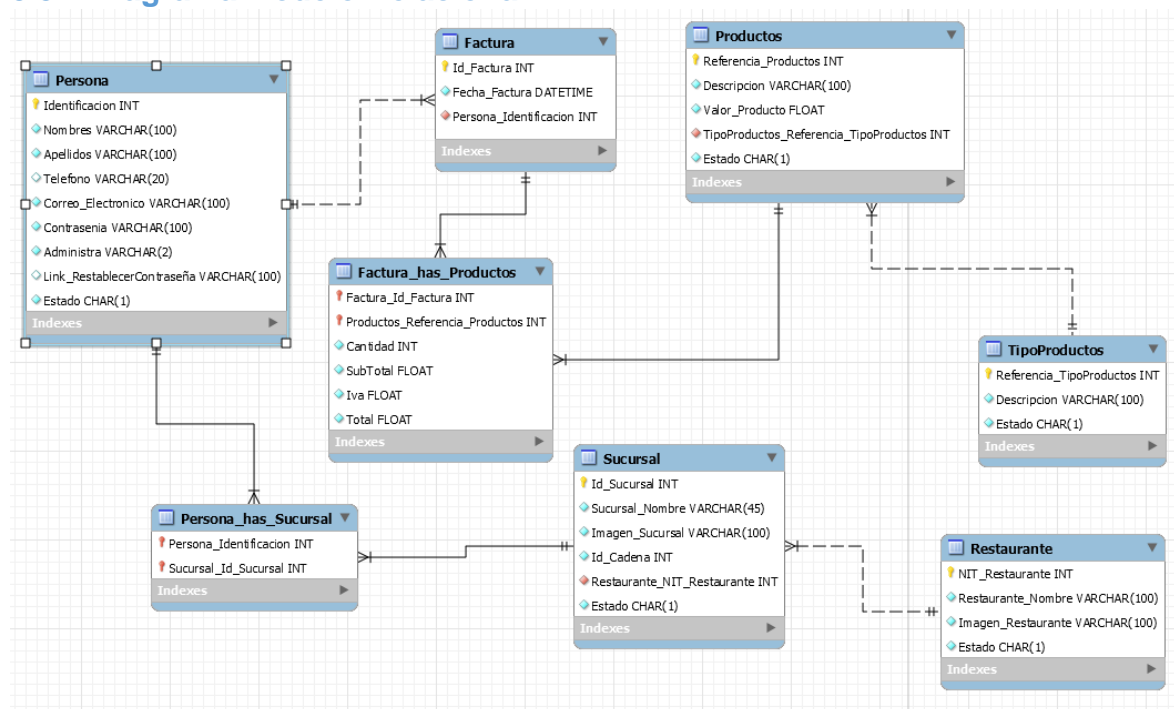 Persona
Identificacion INT
Nombres VARCHAR(100)
Apellidos VARCHAR(100)
Telefono VARCHAR(20)
Correo_Electronico VARCHAR(100)
Contrasenia VARCHAR(100)
Administra VARCHAR(2)
Link_RestablecerContraseña VARCHAR(100)
Estado CHAR(1)
Indexes
Factura
Id_Factura INT
Fecha_Factura DATETIME
Persona_Identificacion INT
Indexes
Productos
Referencia_Productos INT
Descripcion VARCHAR(100)
Valor_Producto FLOAT
TipoProductos_Referencia_TipoProductos INT
Estado CHAR(1)
Indexes
Factura_has_Productos
Factura_Id_Factura INT
Productos_Referencia_Productos INT
Cantidad INT
SubTotal FLOAT
Iva FLOAT
Total FLOAT
Indexes
TipoProductos
Referencia_TipoProductos INT
Descripcion VARCHAR(100)
Estado CHAR(1)
Indexes
Persona_has_Sucursal
Persona_Identificacion INT
Sucursal_Id_Sucursal INT
Indexes
Sucursal
Id_Sucursal INT
Sucursal_Nombre VARCHAR(45)
Imagen_Sucursal VARCHAR(100)
Id_Cadena INT
Restaurante_NIT_Restaurante INT
Estado CHAR(1)
Indexes
Restaurante
NIT_Restaurante INT
Restaurante_Nombre VARCHAR(100)
Imagen_Restaurante VARCHAR(100)
Estado CHAR(1)
Indexes